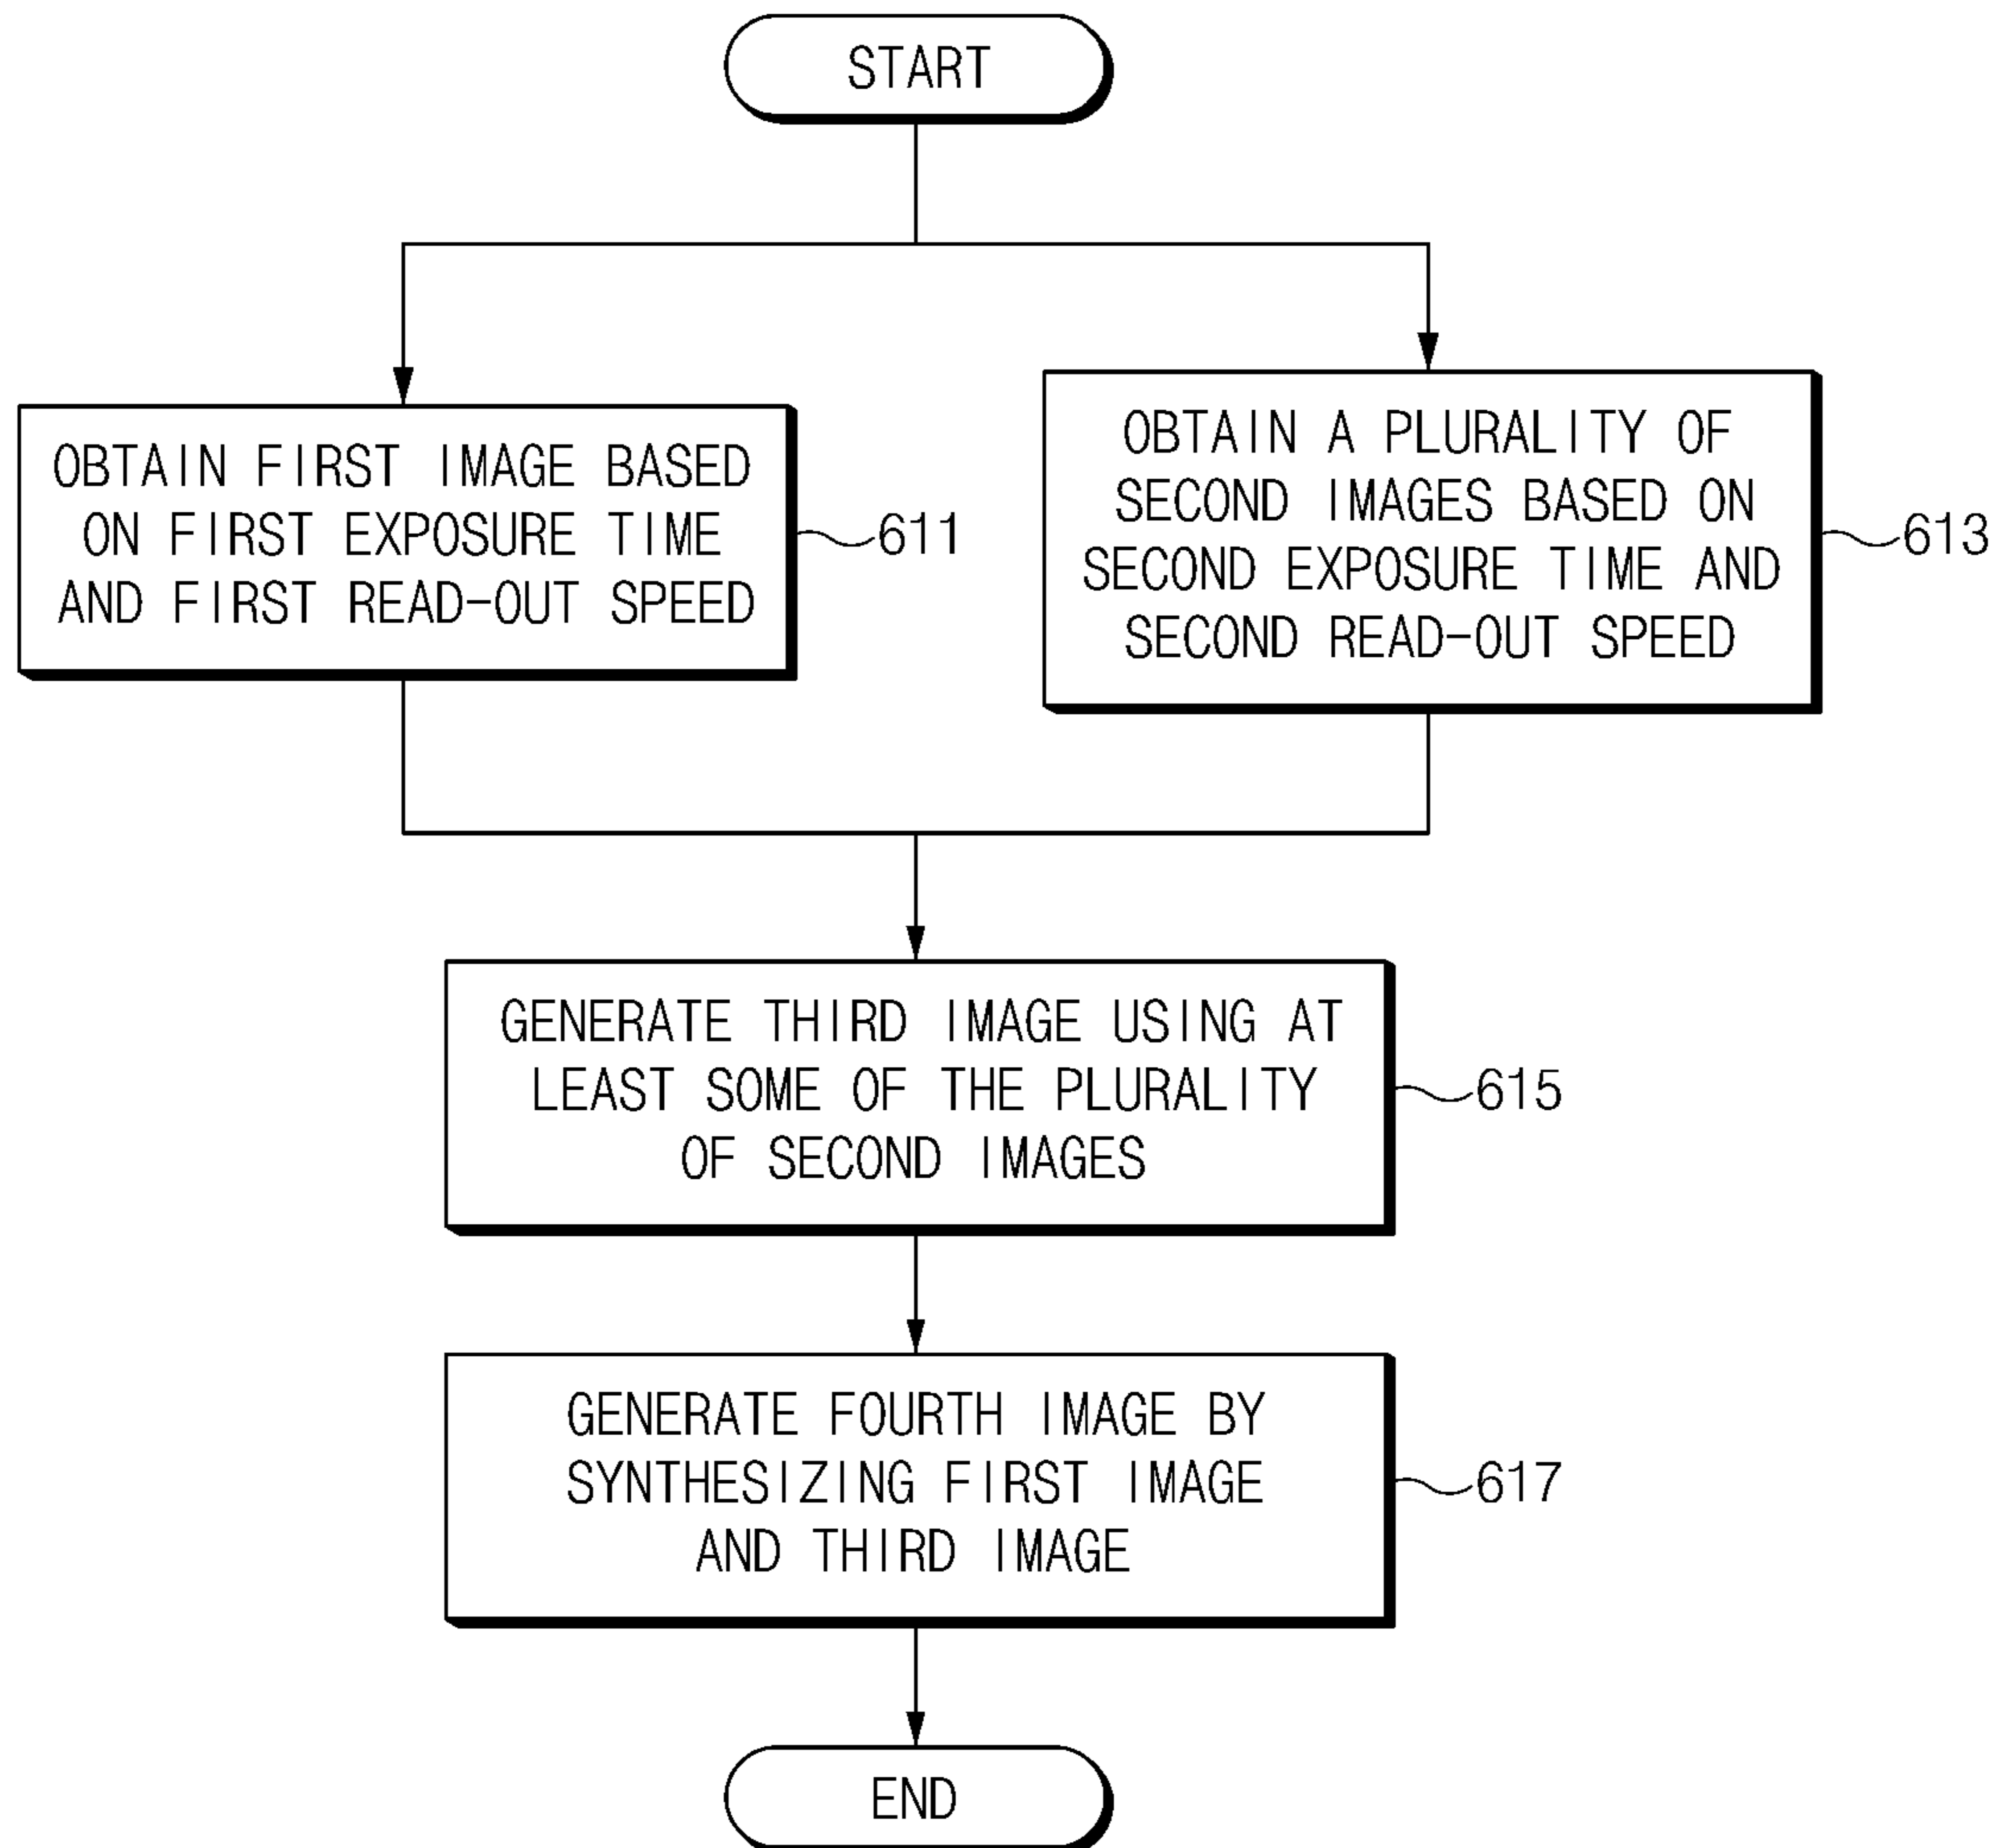 START
OBTAIN FIRST IMAGE BASED
ON FIRST EXPOSURE TIME
AND FIRST READ-OUT SPEED
611
OBTAIN A PLURALITY OF
SECOND IMAGES BASED ON
SECOND EXPOSURE TIME AND
SECOND READ-OUT SPEED
613
GENERATE THIRD IMAGE USING AT
LEAST SOME OF THE PLURALITY
OF SECOND IMAGES
615
GENERATE FOURTH IMAGE BY
SYNTHESIZING FIRST IMAGE
AND THIRD IMAGE
617
END